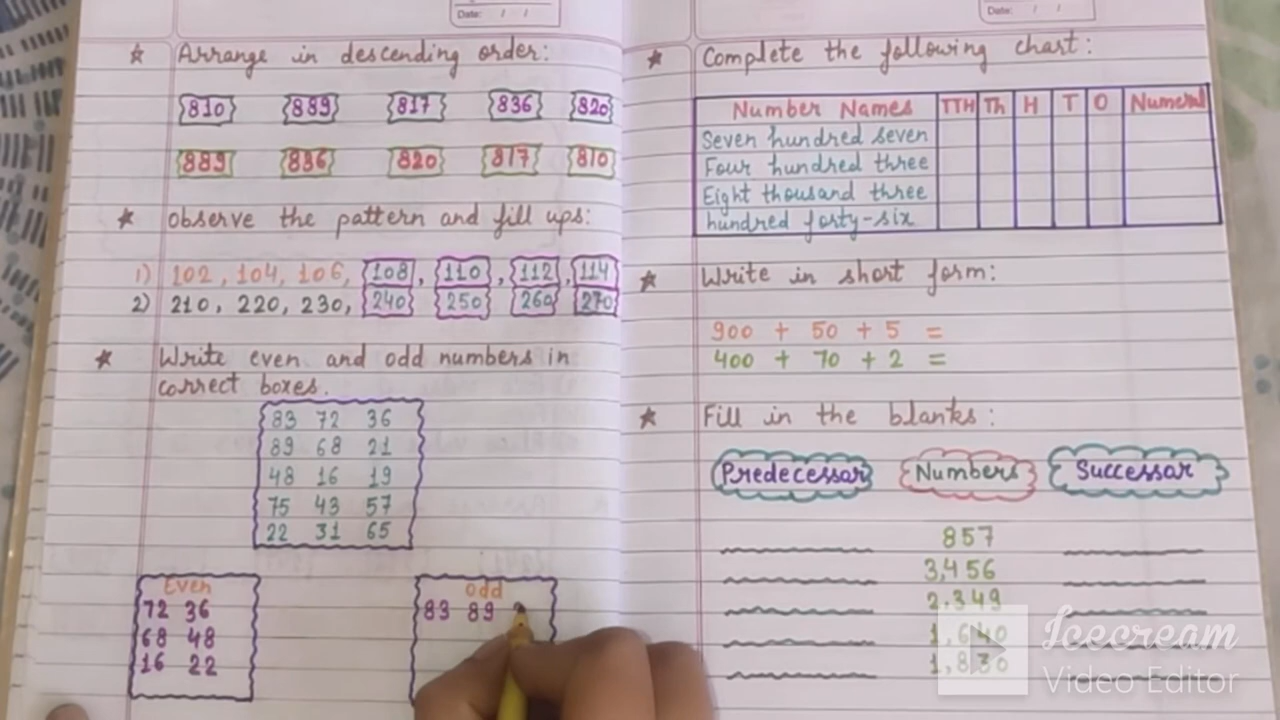 Date: / /
★ Arrange in descending order:
810 889 817 836 820
889 836 820 817 810
★ Observe the pattern and fill ups:
1) 102, 104, 106, 108, 110, 112, 114
2) 210, 220, 230, 240 250 260 270
★ Write even and odd numbers in
correct boxes.
83 72 36
89 68 21
48 16 19
75 43 57
22 31 65
Even
72 36
68 48
16 22
odd
83 89
Date: / /
★ Complete the following chart:
Number Names TTH Th H T O Numeral
Seven hundred seven
Four hundred three
Eight thousand three
hundred forty-six
★ Write in short form:
900 + 50 + 5 =
400 + 70 + 2 =
★ Fill in the blanks:
Predecessar Numbers Successar
857
3,456
2,349
1,640
1,830
Icecream
Video Editor